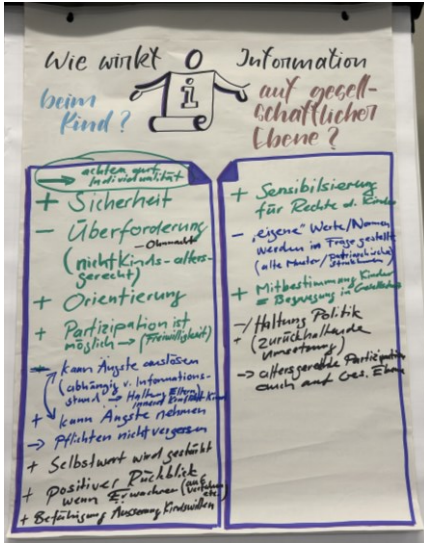 Wie wirkt Information
i
beim
Kind?
auf gesell-
schaftlicher
Ebene?
→ achten auf
Individualität
+ Sicherheit
- Überforderung
→ Ohnmacht
(nicht Kinds-alters-
gerecht)
+ Orientierung
+ Partizipation ist
möglich → (Freiwilligkeit)
- kann Ängste auslösen
(abhängig v. Informations-
stand → Haltung Eltern)
+ kann Ängste nehmen
→ Pflichten nicht vergessen
+ Selbstwert wird gestärkt
+ Positiver Rückblick
wenn Erwachsen
+ Befähigung Äusserung Kindswillen
+ Sensibilsierung
für Rechte d. Kindes
- "eigene" Werte/Normen
werden in Frage gestellt
(alte Muster/patriarchische
Strukturen)
+ Mitbestimmung Kinder
= Bewegung in Gesellschaft
-/+ Haltung Politik
(zurückhaltende
Umsetzung)
→ altersgerechte Partizipation
auch auf Ges. Ebene